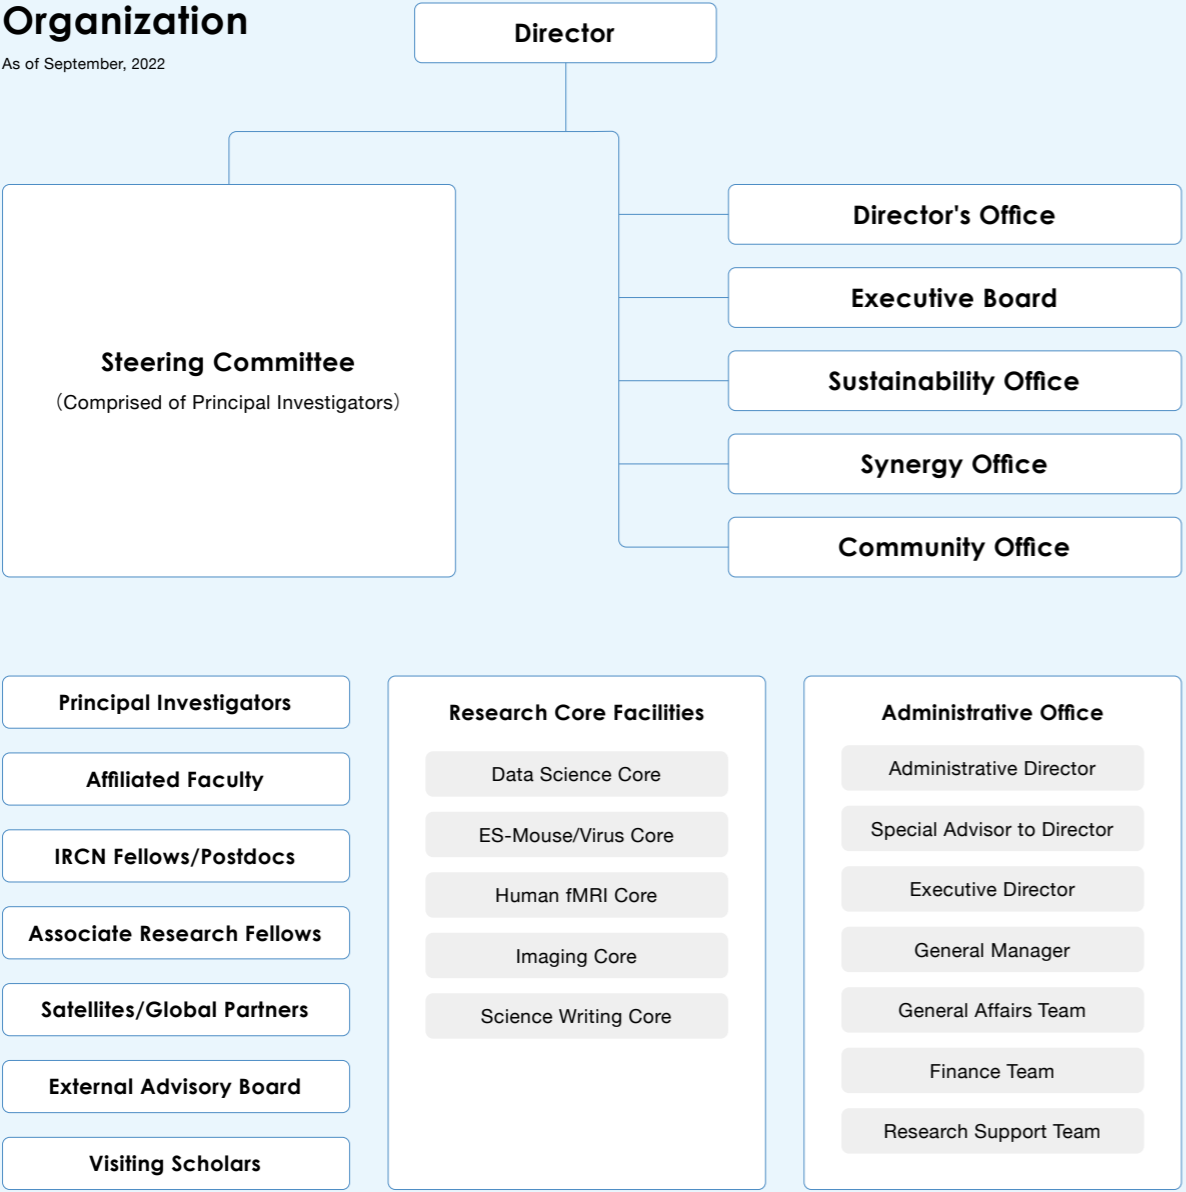 Organization
As of September, 2022
Director
Steering Committee
（Comprised of Principal Investigators）
Director's Office
Executive Board
Sustainability Office
Synergy Office
Community Office
Principal Investigators
Affiliated Faculty
IRCN Fellows/Postdocs
Associate Research Fellows
Satellites/Global Partners
External Advisory Board
Visiting Scholars
Research Core Facilities
Data Science Core
ES-Mouse/Virus Core
Human fMRI Core
Imaging Core
Science Writing Core
Administrative Office
Administrative Director
Special Advisor to Director
Executive Director
General Manager
General Affairs Team
Finance Team
Research Support Team